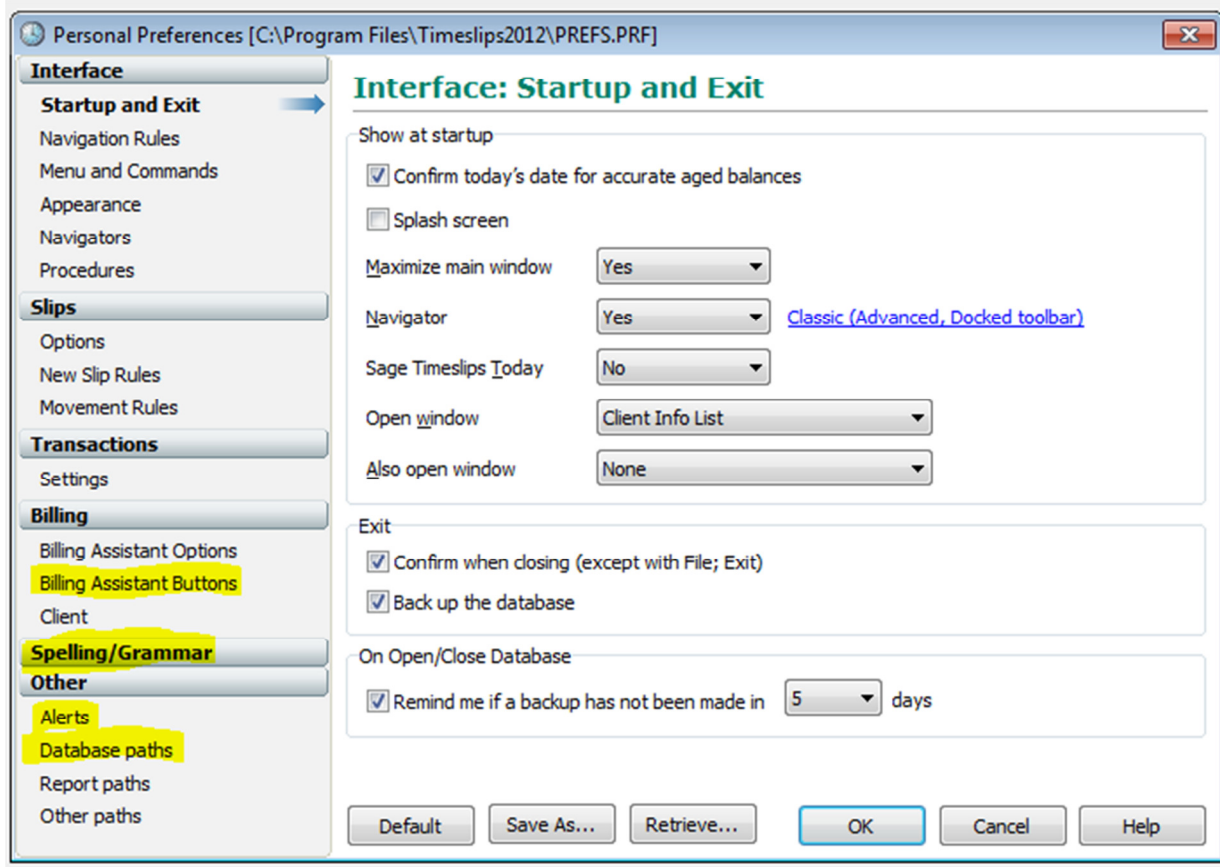 Personal Preferences [C:\Program Files\Timeslips2012\PREFS.PRF]
Interface
Startup and Exit
Navigation Rules
Menu and Commands
Appearance
Navigators
Procedures
Slips
Options
New Slip Rules
Movement Rules
Transactions
Settings
Billing
Billing Assistant Options
Billing Assistant Buttons
Client
Spelling/Grammar
Other
Alerts
Database paths
Report paths
Other paths
Interface: Startup and Exit
Show at startup
Confirm today's date for accurate aged balances
Splash screen
Maximize main window Yes
Navigator Yes Classic (Advanced, Docked toolbar)
Sage Timeslips Today No
Open window Client Info List
Also open window None
Exit
Confirm when closing (except with File; Exit)
Back up the database
On Open/Close Database
Remind me if a backup has not been made in 5 days
Default Save As... Retrieve... OK Cancel Help